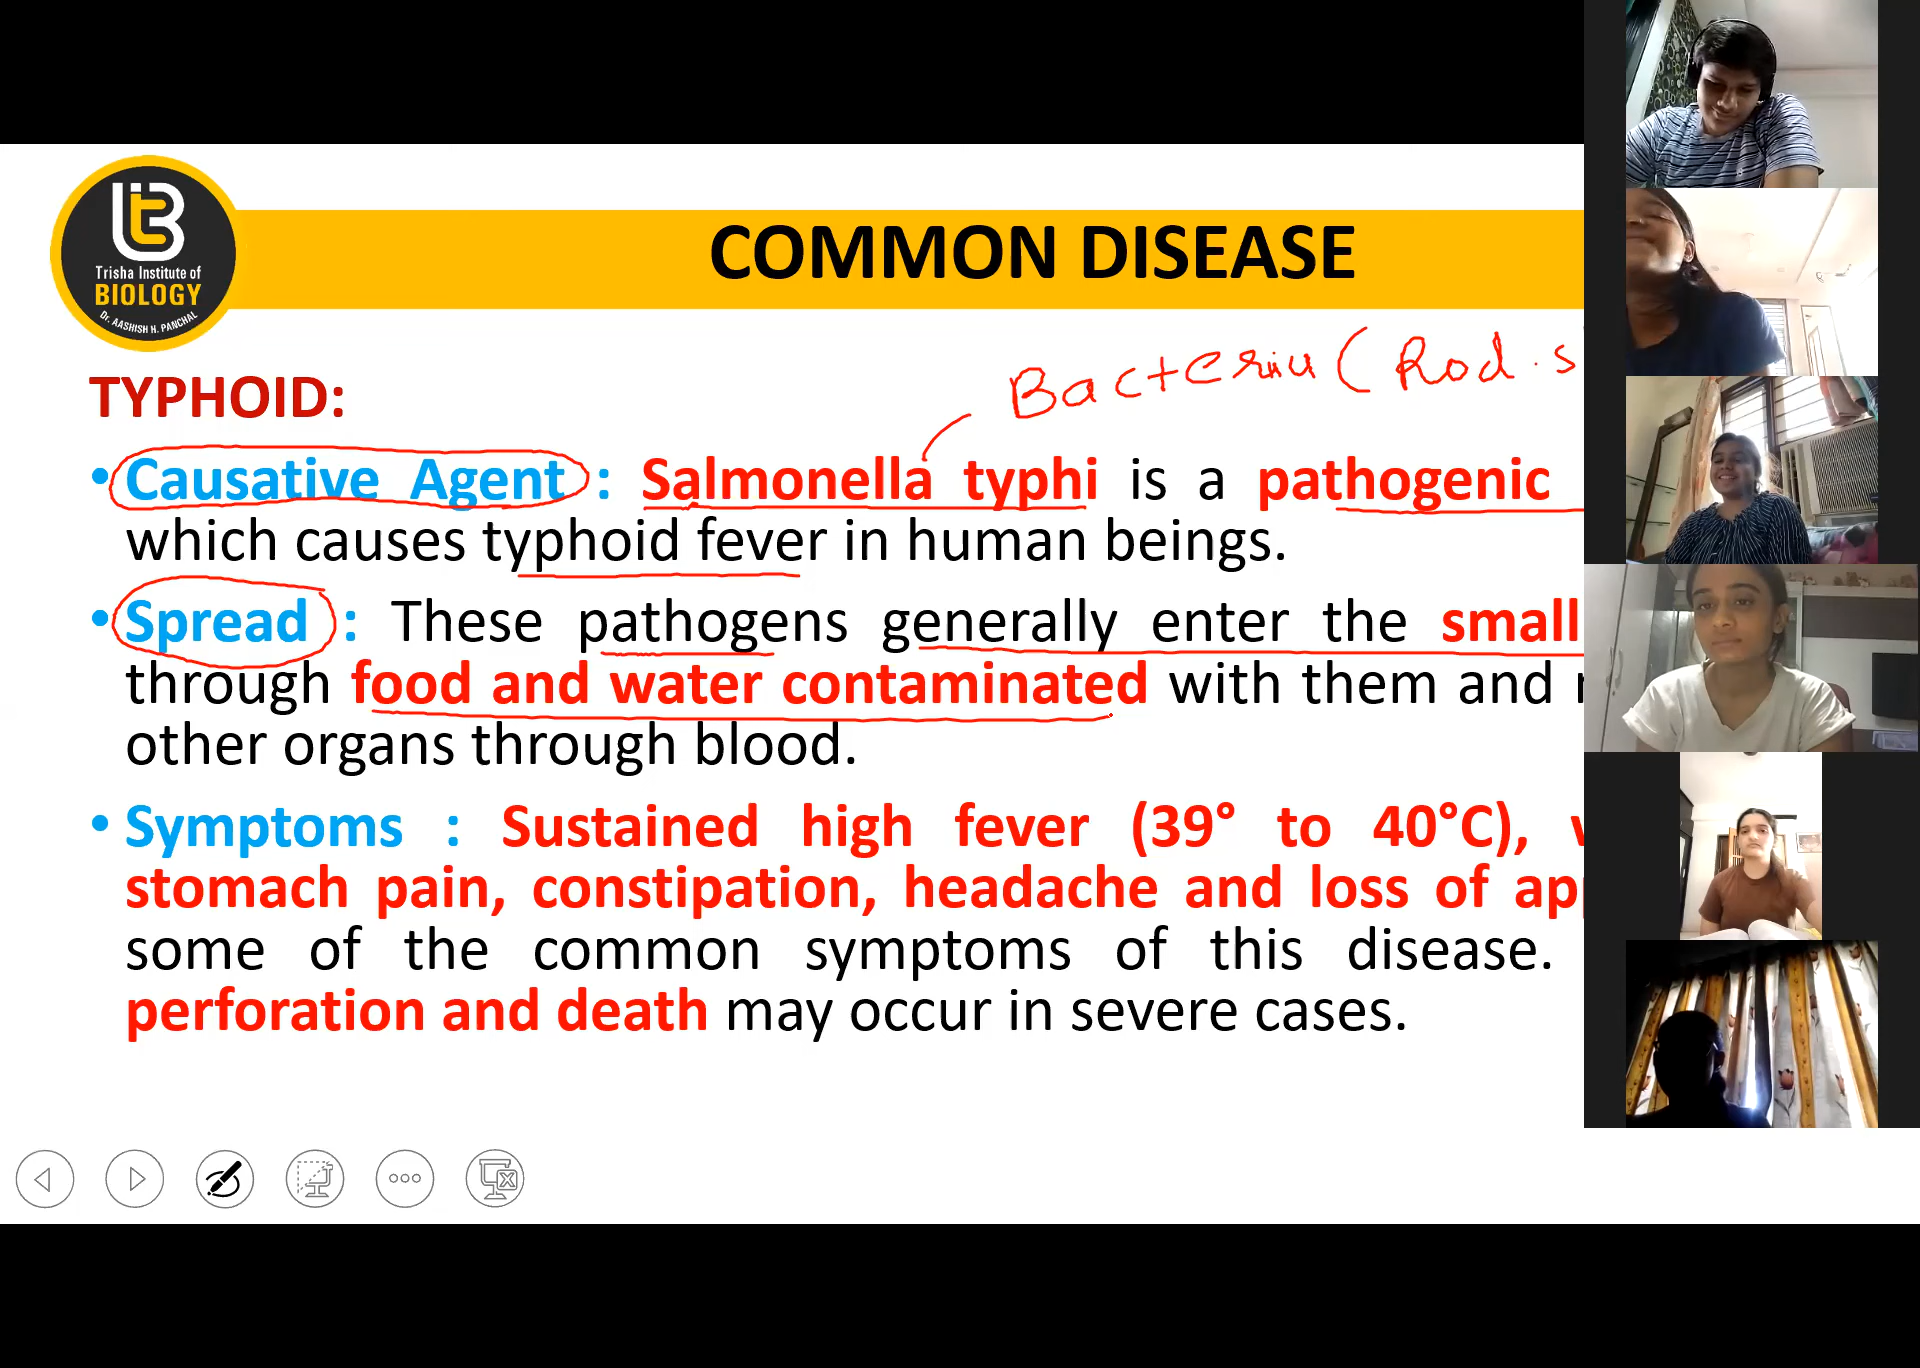 Trisha Institute of
BIOLOGY
Dr. AASHISH H. PANCHAL
COMMON DISEASE
Bacteria (Rod.s
TYPHOID:
• Causative Agent : Salmonella typhi is a pathogenic
which causes typhoid fever in human beings.
• Spread : These pathogens generally enter the small
through food and water contaminated with them and
other organs through blood.
• Symptoms : Sustained high fever (39° to 40°C),
stomach pain, constipation, headache and loss of ap
some of the common symptoms of this disease.
perforation and death may occur in severe cases.